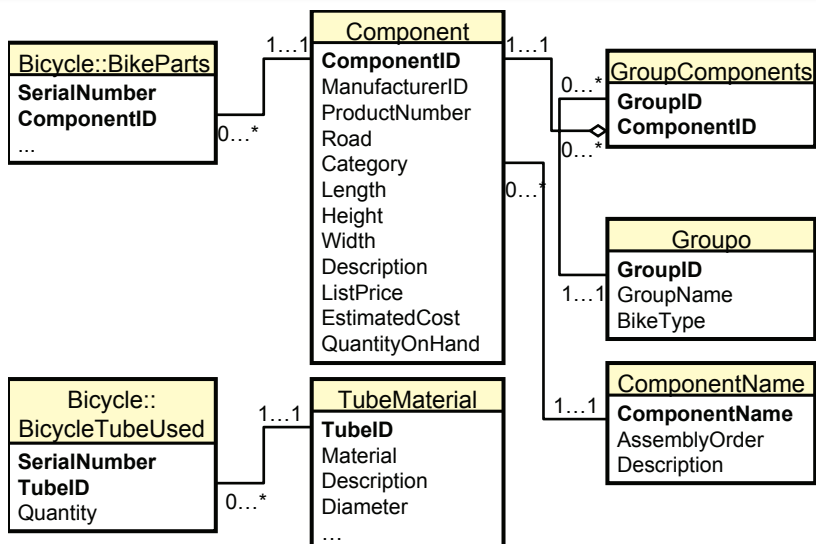 Bicycle::BikeParts
SerialNumber
ComponentID
...
1…1
0…*
Component
ComponentID
ManufacturerID
ProductNumber
Road
Category
Length
Height
Width
Description
ListPrice
EstimatedCost
QuantityOnHand
1…1
0…*
GroupComponents
GroupID
ComponentID
0…*
0…*
Groupo
GroupID
GroupName
BikeType
1…1
ComponentName
ComponentName
AssemblyOrder
Description
1…1
Bicycle::
BicycleTubeUsed
SerialNumber
TubeID
Quantity
1…1
0…*
TubeMaterial
TubeID
Material
Description
Diameter
…